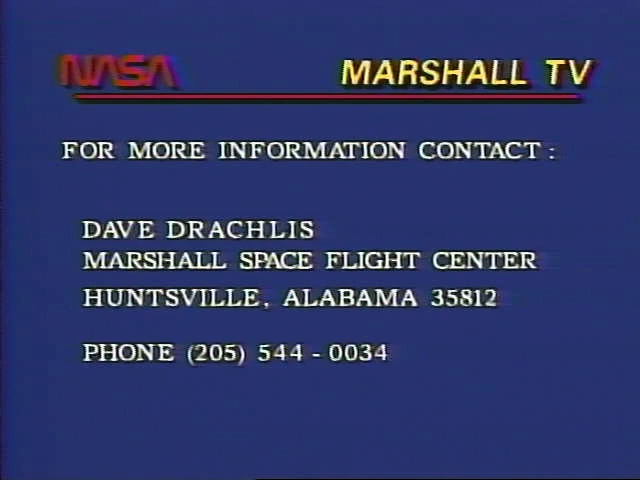 NASA
MARSHALL TV
FOR MORE INFORMATION CONTACT :
DAVE DRACHLIS
MARSHALL SPACE FLIGHT CENTER
HUNTSVILLE, ALABAMA 35812
PHONE (205) 544-0034